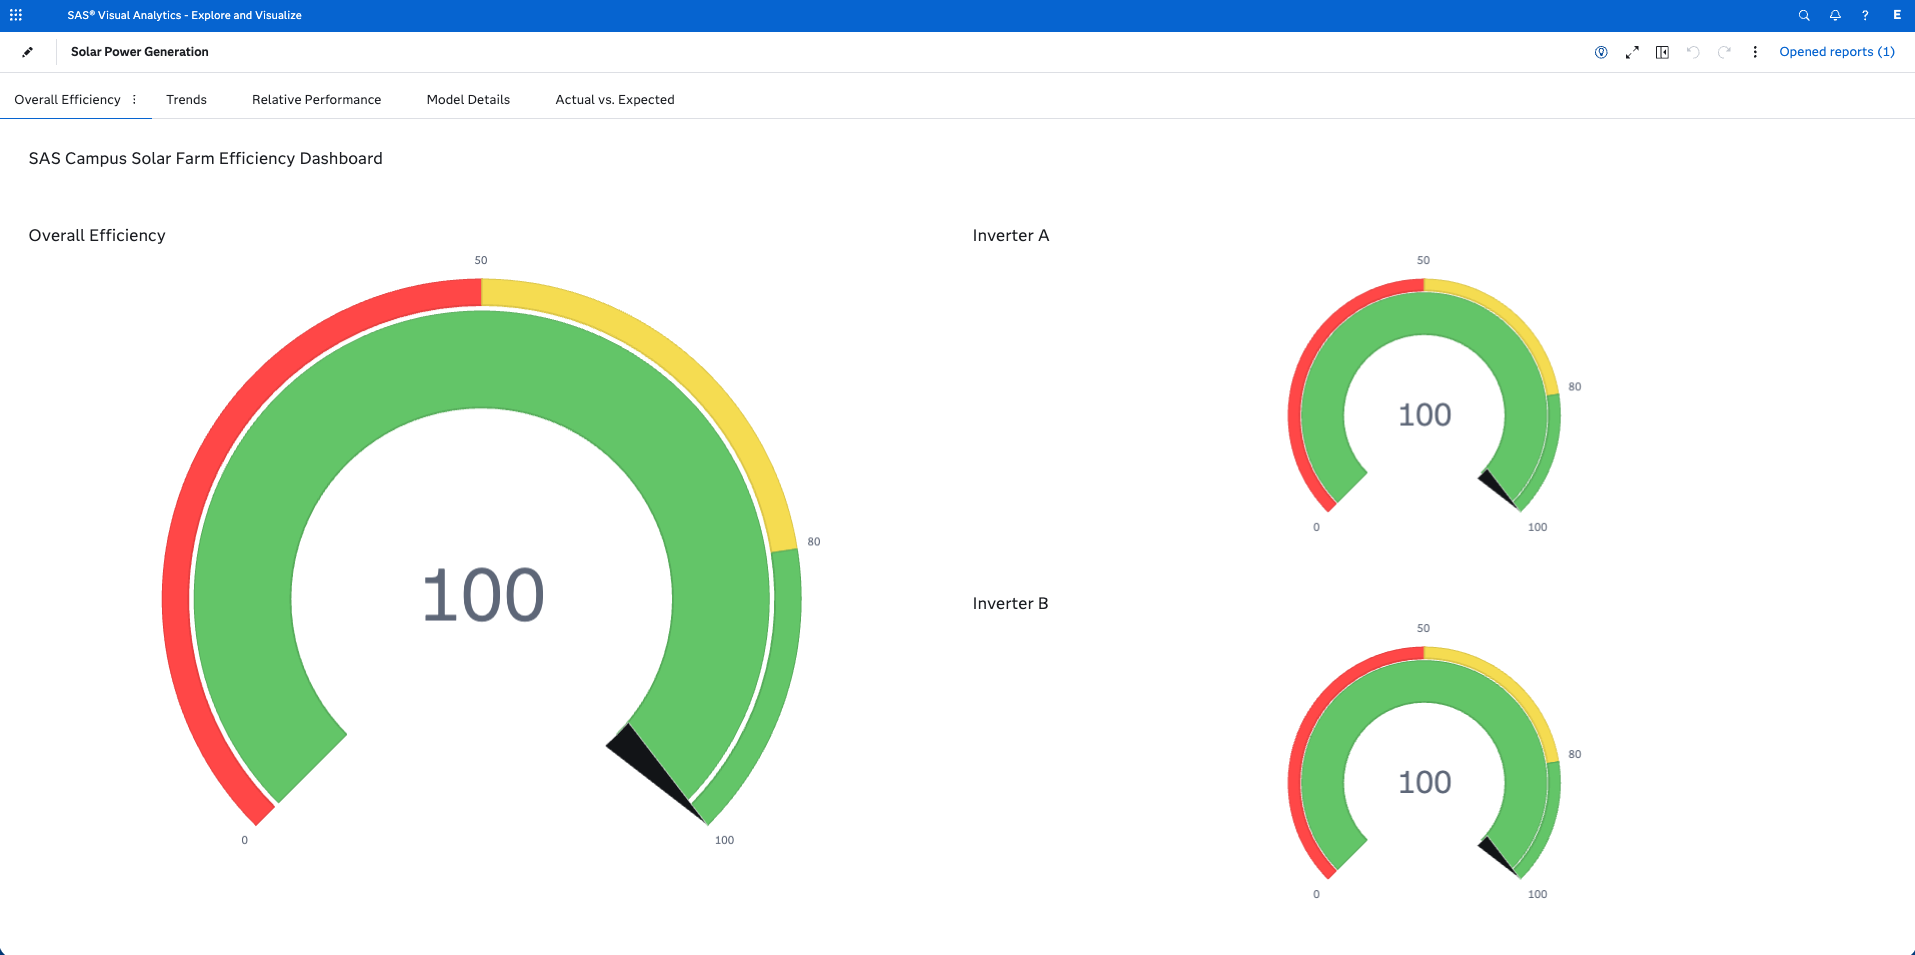 SAS® Visual Analytics - Explore and Visualize
E
Solar Power Generation
Opened reports (1)
Overall Efficiency
Trends
Relative Performance
Model Details
Actual vs. Expected
SAS Campus Solar Farm Efficiency Dashboard
Overall Efficiency
50
80
100
0
100
Inverter A
50
80
100
0
100
Inverter B
50
80
100
0
100